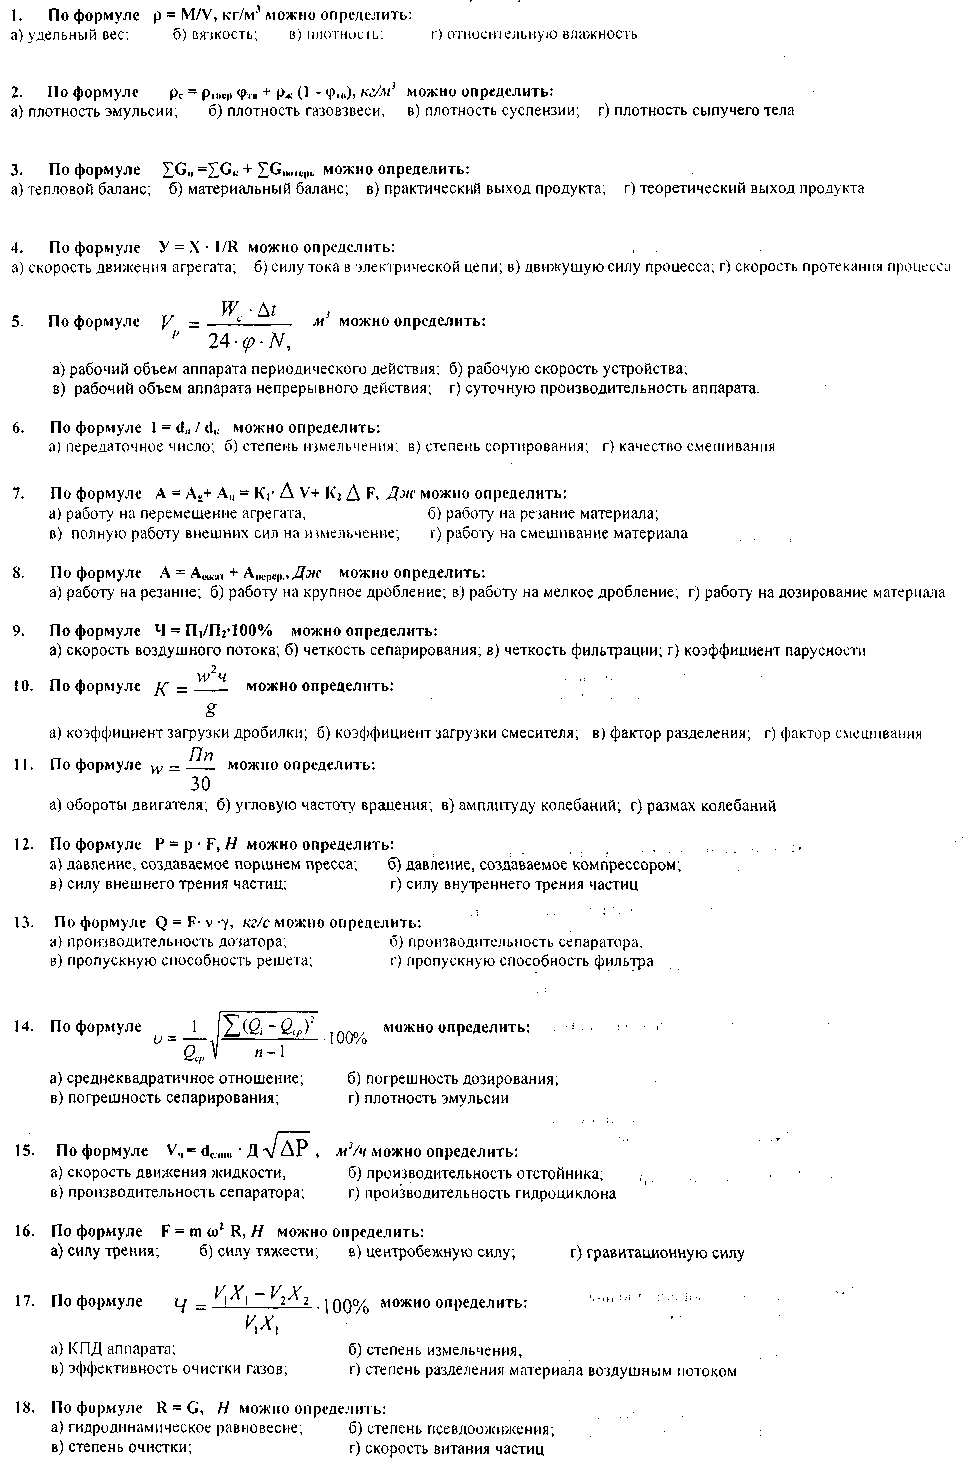 1. По формуле ρ = M/V, кг/м³ можно определить:
а) удельный вес; б) вязкость; в) плотность; г) относительную влажность
2. По формуле ρс = ρтвер φтв + ρж (1 - φтв), кг/м³ можно определить:
а) плотность эмульсии; б) плотность газовзвеси, в) плотность суспензии; г) плотность сыпучего тела
3. По формуле ∑Gн =∑Gк + ∑Gпотерь можно определить:
а) тепловой баланс; б) материальный баланс; в) практический выход продукта; г) теоретический выход продукта
4. По формуле У = Х · 1/R можно определить:
а) скорость движения агрегата; б) силу тока в электрической цепи; в) движущую силу процесса; г) скорость протекания процесса
5. По формуле Vр = Wс · Δt / 24 · φ · N, м³ можно определить:
а) рабочий объем аппарата периодического действия; б) рабочую скорость устройства;
в) рабочий объем аппарата непрерывного действия; г) суточную производительность аппарата.
6. По формуле I = dн / dк можно определить:
а) передаточное число; б) степень измельчения; в) степень сортирования; г) качество смешивания
7. По формуле А = + = К1· Δ V+ К2 Δ F, Дж можно определить:
а) работу на перемещение агрегата, б) работу на резание материала;
в) полную работу внешних сил на измельчение; г) работу на смешивание материала
8. По формуле А = Асжат + Аперер., Дж можно определить:
а) работу на резание; б) работу на крупное дробление; в) работу на мелкое дробление; г) работу на дозирование материала
9. По формуле Ч = П1/П2·100% можно определить:
а) скорость воздушного потока; б) четкость сепарирования; в) четкость фильтрации; г) коэффициент парусности
10. По формуле K = w²ч / g можно определить:
а) коэффициент загрузки дробилки; б) коэффициент загрузки смесителя; в) фактор разделения; г) фактор смешивания
11. По формуле w = Пn / 30 можно определить:
а) обороты двигателя; б) угловую частоту вращения; в) амплитуду колебаний; г) размах колебаний
12. По формуле Р = р · F, Н можно определить:
а) давление, создаваемое поршнем пресса; б) давление, создаваемое компрессором;
в) силу внешнего трения частиц; г) силу внутреннего трения частиц
13. По формуле Q = F· v ·γ, кг/с можно определить:
а) производительность дозатора; б) производительность сепаратора,
в) пропускную способность решета; г) пропускную способность фильтра
14. По формуле υ = 1/Qср √(∑(Qi - Qср)² / n - 1) ·100% можно определить:
а) среднеквадратичное отношение; б) погрешность дозирования;
в) погрешность сепарирования; г) плотность эмульсии
15. По формуле = · Д √ΔP , м³/ч можно определить:
а) скорость движения жидкости, б) производительность отстойника;
в) производительность сепаратора; г) производительность гидроциклона
16. По формуле F = m ω² R, Н можно определить:
а) силу трения; б) силу тяжести; в) центробежную силу; г) гравитационную силу
17. По формуле Ч = V1X1 - V2X2 / V1X1 ·100% можно определить:
а) КПД аппарата; б) степень измельчения,
в) эффективность очистки газов; г) степень разделения материала воздушным потоком
18. По формуле R = G, Н можно определить:
а) гидродинамическое равновесие; б) степень псевдоожижения;
в) степень очистки; г) скорость витания частиц